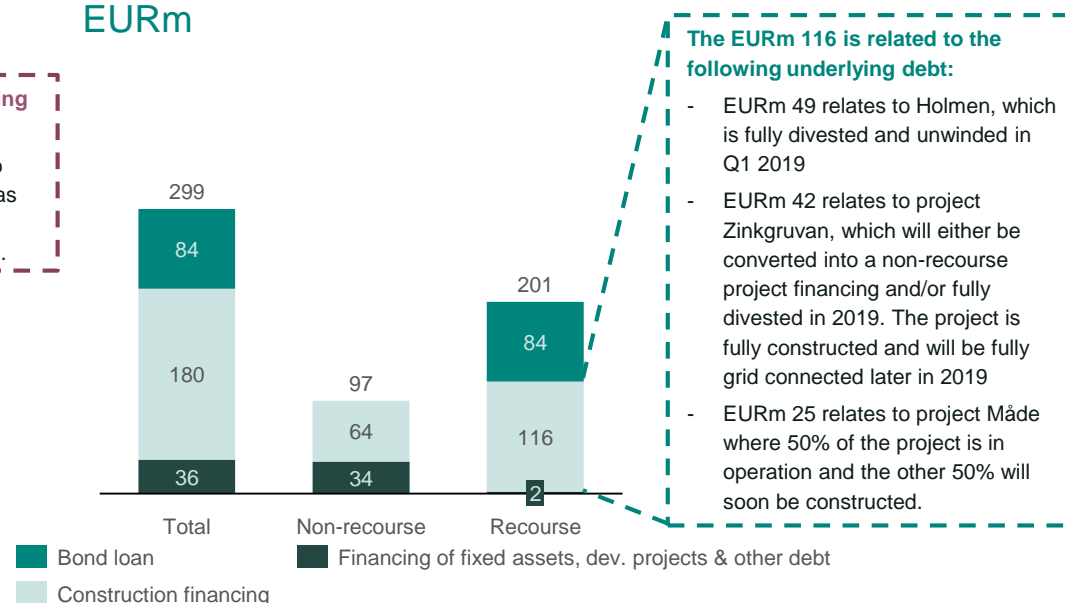 EURm
ing
as
.
299
84
180
36
Total
97
64
34
Non-recourse
201
84
116
2
Recourse
Bond loan
Financing of fixed assets, dev. projects & other debt
Construction financing
The EURm 116 is related to the
following underlying debt:
- EURm 49 relates to Holmen, which
is fully divested and unwinded in
Q1 2019
- EURm 42 relates to project
Zinkgruvan, which will either be
converted into a non-recourse
project financing and/or fully
divested in 2019. The project is
fully constructed and will be fully
grid connected later in 2019
- EURm 25 relates to project Måde
where 50% of the project is in
operation and the other 50% will
soon be constructed.